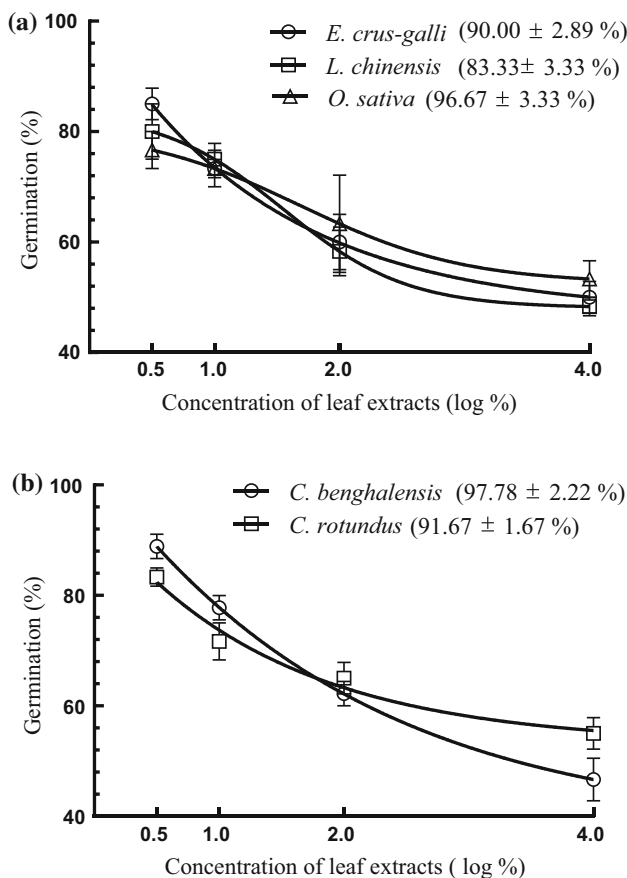 (a)
100
80
60
40
Germination (%)
E. crus-galli (90.00 ± 2.89 %)
L. chinensis (83.33± 3.33 %)
O. sativa (96.67 ± 3.33 %)
0.5 1.0 2.0 4.0
Concentration of leaf extracts (log %)
(b)
100
80
60
40
Germination (%)
C. benghalensis (97.78 ± 2.22 %)
C. rotundus (91.67 ± 1.67 %)
0.5 1.0 2.0 4.0
Concentration of leaf extracts ( log %)